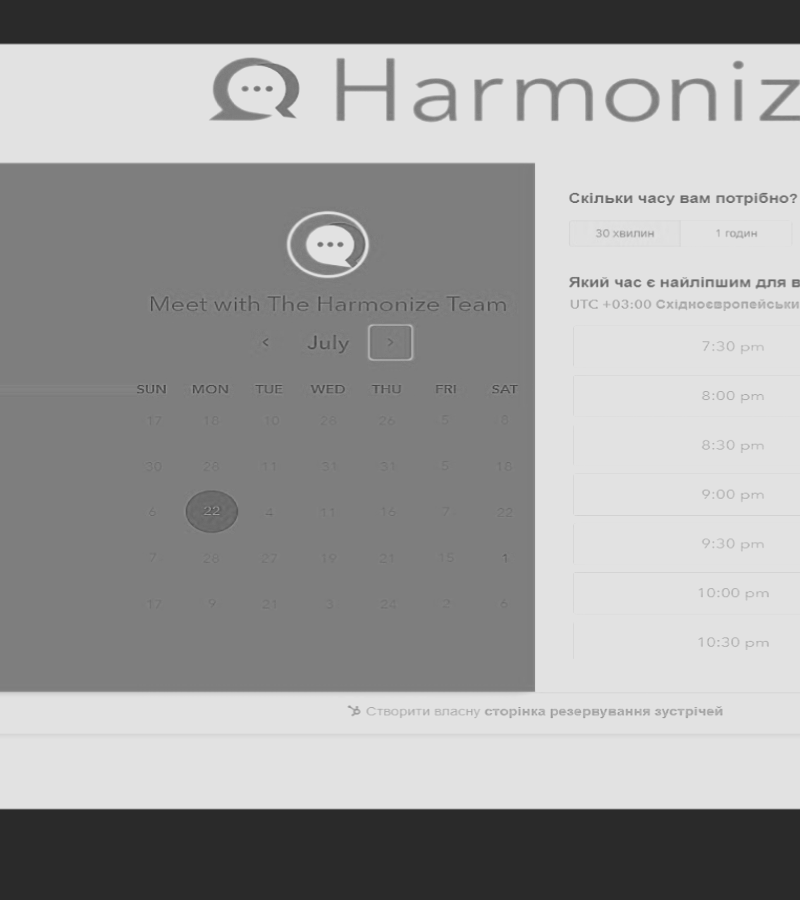 Harmoniz
Meet with The Harmonize Team
< July >
SUN MON TUE WED THU FRI SAT
17 18 10 26 26 5 8
30 28 11 31 31 5 18
6 22 4 11 16 7 22
7 26 27 19 21 15 1
17 9 21 3 24 2 6
Скільки часу вам потрібно?
30 хвилин 1 годин
Який час є найліпшим для в
UTC +03:00 Східноєвропейськи
7:30 pm
8:00 pm
8:30 pm
9:00 pm
9:30 pm
10:00 pm
10:30 pm
Створити власну сторінка резервування зустрічей